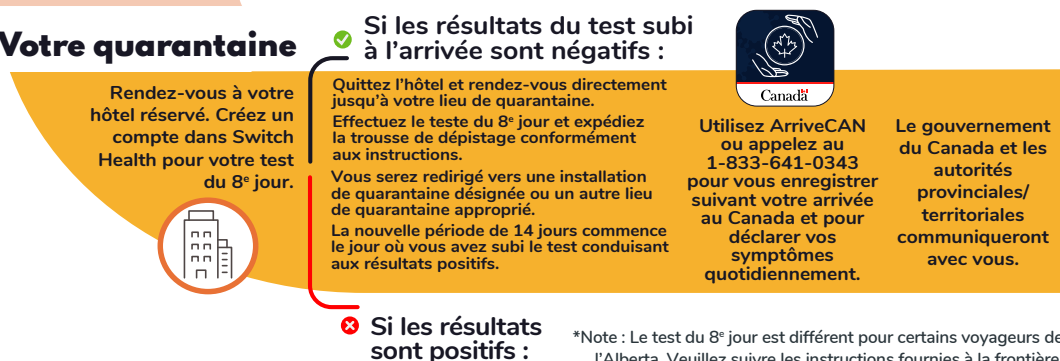 Votre quarantaine
Rendez-vous à votre
hôtel réservé. Créez un
compte dans Switch
Health pour votre test
du 8e jour.
Si les résultats du test subi
à l’arrivée sont négatifs :
Quittez l’hôtel et rendez-vous directement
jusqu’à votre lieu de quarantaine.
Effectuez le teste du 8e jour et expédiez
la trousse de dépistage conformément
aux instructions.
Vous serez redirigé vers une installation
de quarantaine désignée ou un autre lieu
de quarantaine approprié.
La nouvelle période de 14 jours commence
le jour où vous avez subi le test conduisant
aux résultats positifs.
Si les résultats
sont positifs :
Canada
Utilisez ArriveCAN
ou appelez au
1-833-641-0343
pour vous enregistrer
suivant votre arrivée
au Canada et pour
déclarer vos
symptômes
quotidiennement.
Le gouvernement
du Canada et les
autorités
provinciales/
territoriales
communiqueront
avec vous.
*Note : Le test du 8e jour est différent pour certains voyageurs de
l’Alberta. Veuillez suivre les instructions fournies à la frontière